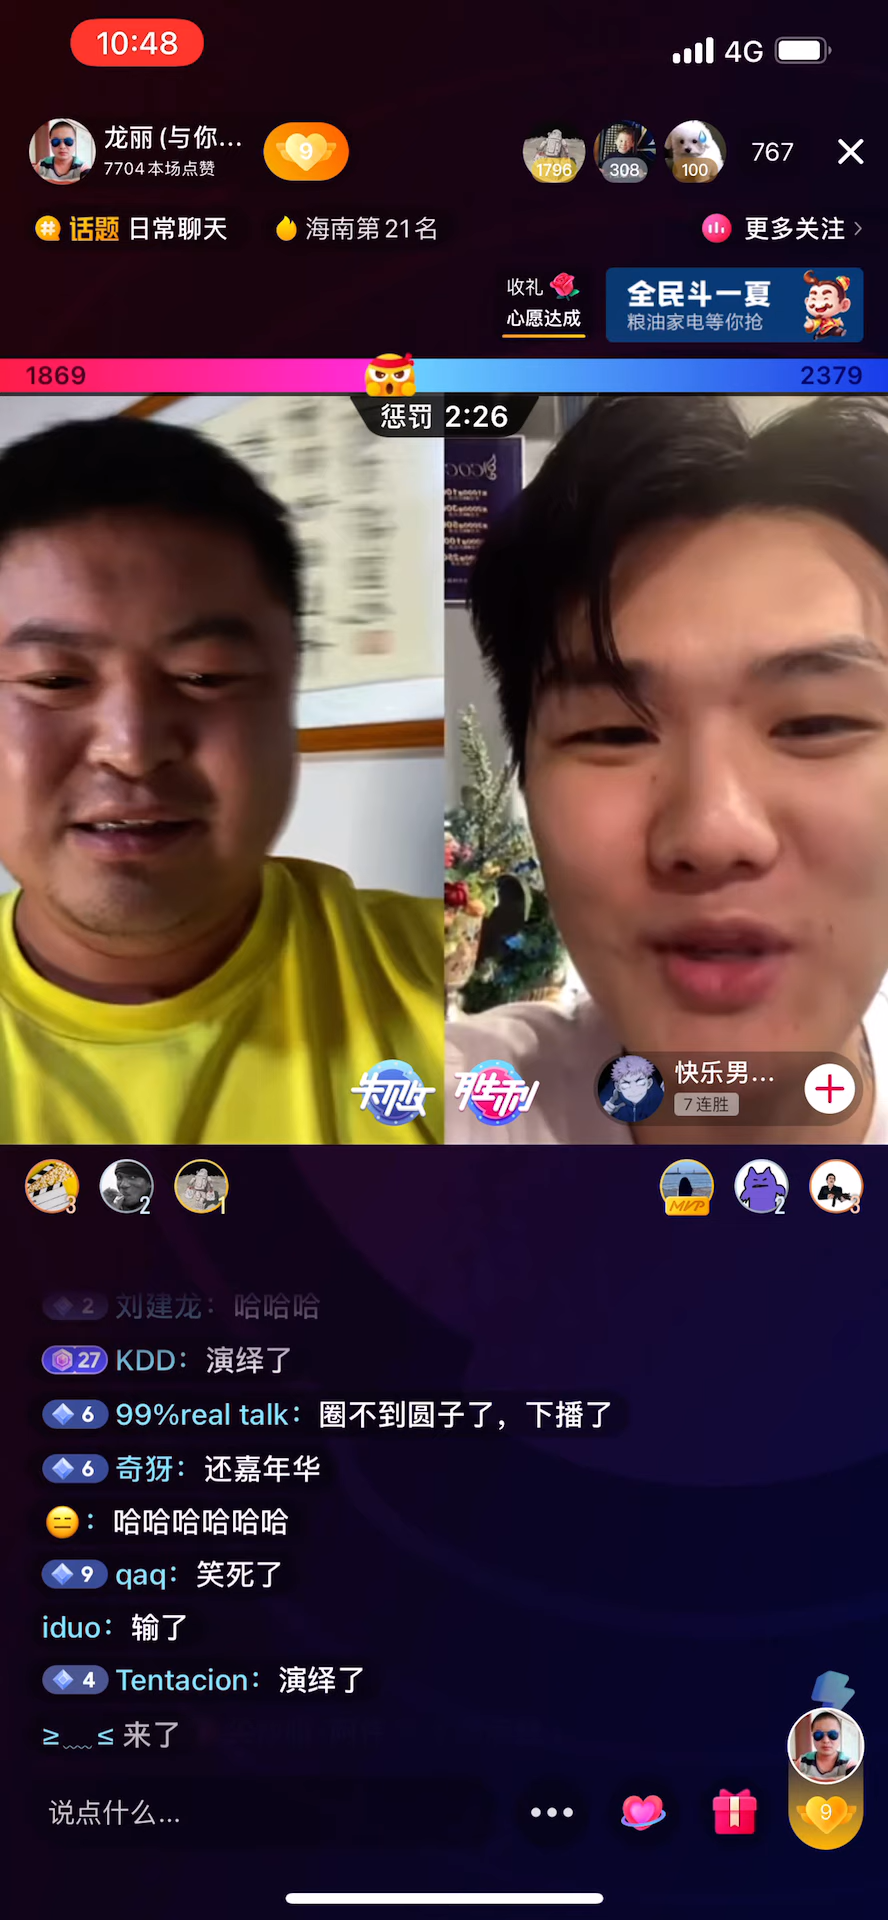 10:48
4G
龙丽(与你...
7704本场点赞
9
1796
308
100
767
话题 日常聊天
海南第21名
更多关注
收礼
心愿达成
全民斗一夏
粮油家电等你抢
1869
2379
惩罚 2:26
失败
胜利
快乐男...
7连胜
3
2
1
MVP
2
3
2 刘建龙：哈哈哈
27 KDD：演绎了
6 99%real talk：圈不到圆子了，下播了
6 奇犽：还嘉年华
：哈哈哈哈哈哈
9 qaq：笑死了
iduo：输了
4 Tentacion：演绎了
≥﹏≤ 来了
说点什么...
9